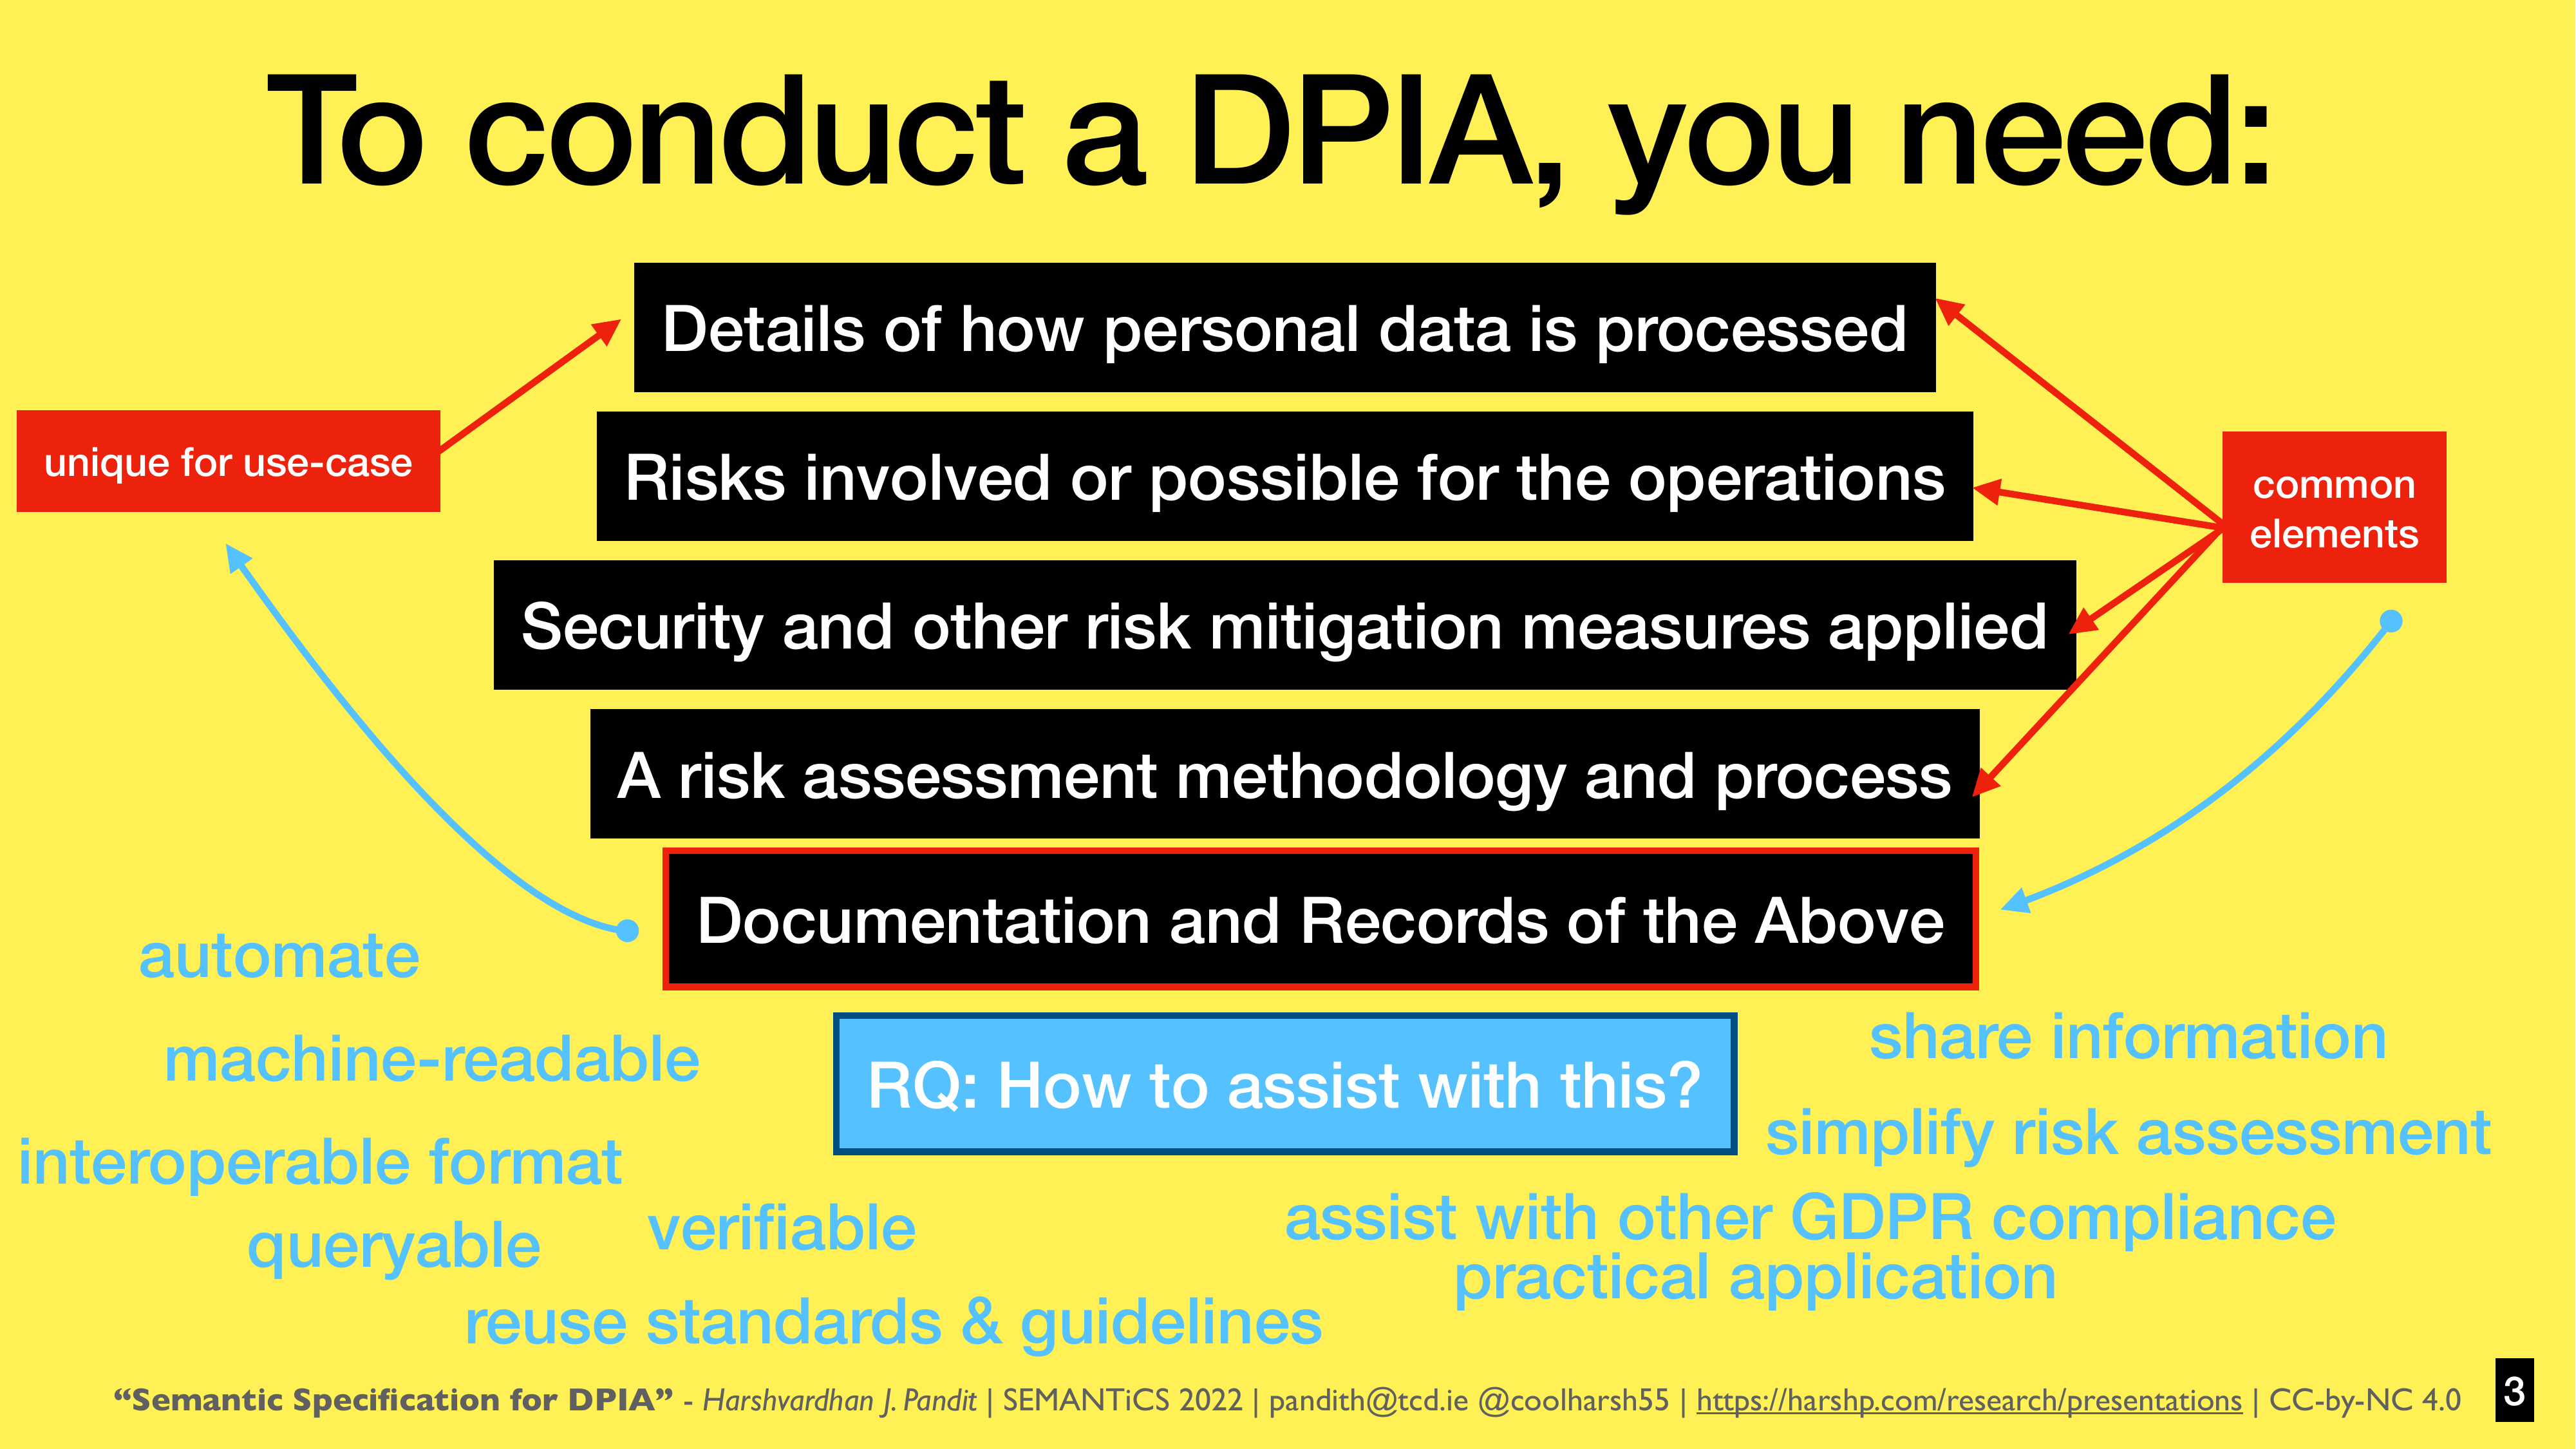 To conduct a DPIA, you need:
Details of how personal data is processed
unique for use-case
Risks involved or possible for the operations
common
elements
Security and other risk mitigation measures applied
A risk assessment methodology and process
Documentation and Records of the Above
automate
machine-readable
interoperable format
queryable
verifiable
reuse standards & guidelines
RQ: How to assist with this?
share information
simplify risk assessment
assist with other GDPR compliance
practical application
“Semantic Specification for DPIA” - Harshvardhan J. Pandit | SEMANTiCS 2022 | pandith@tcd.ie @coolharsh55 | https://harshp.com/research/presentations | CC-by-NC 4.0
3